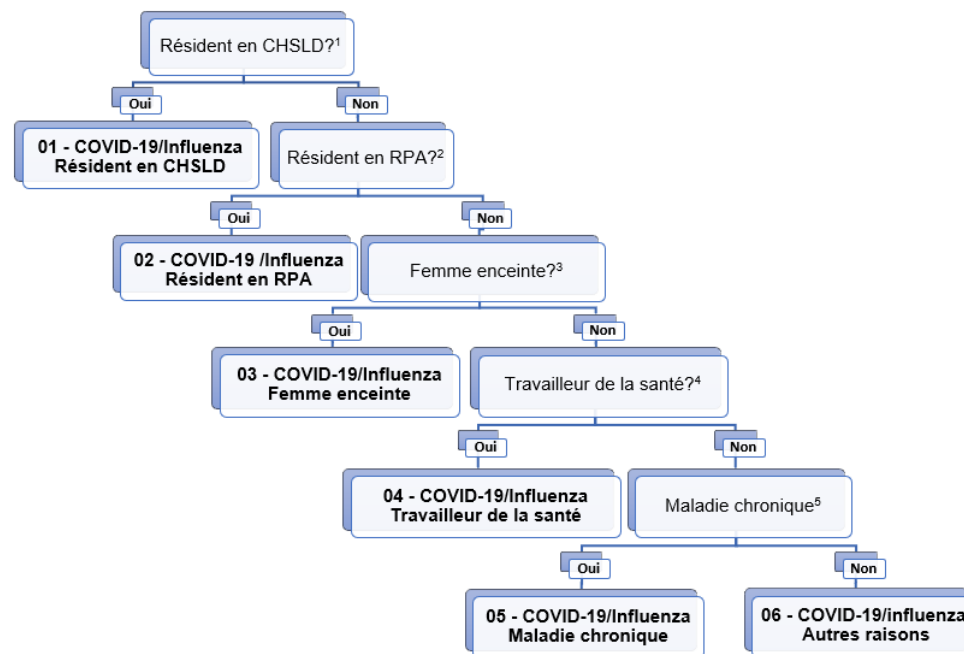 Résident en CHSLD?¹
Oui
Non
01 - COVID-19/Influenza
Résident en CHSLD
Résident en RPA?²
Oui
Non
02 - COVID-19 /Influenza
Résident en RPA
Femme enceinte?³
Oui
Non
03 - COVID-19/Influenza
Femme enceinte
Travailleur de la santé?⁴
Oui
Non
04 - COVID-19/Influenza
Travailleur de la santé
Maladie chronique⁵
Oui
Non
05 - COVID-19/Influenza
Maladie chronique
06 - COVID-19/influenza
Autres raisons